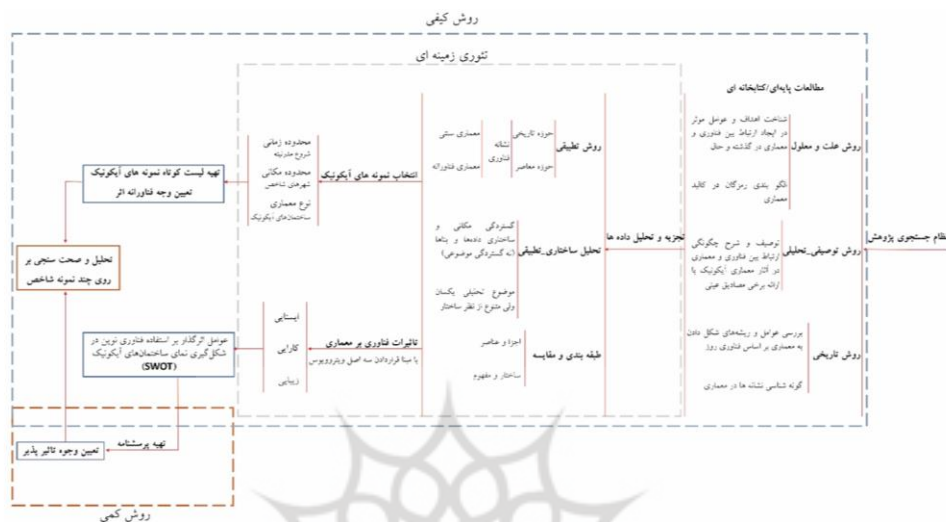 روش کیفی
تئوری زمینه ای
نظام جستجوی پژوهش
مطالعات پایه‌ای/کتابخانه ای
روش علت و معلول
شناخت اهداف و عوامل موثر
در ایجاد ارتباط بین فناوری و
معماری در گذشته و حال
الگو بندی رمزگان در کالبد
معماری
روش توصیفی_تحلیلی
توصیف و شرح چگونگی
ارتباط بین فناوری و معماری
در آثار معماری آیکونیک با
ارائه برخی مصادیق عینی
روش تاریخی
بررسی عوامل و ریشه‌های شکل دادن
به معماری بر اساس فناوری روز
گونه شناسی نشانه ها در معماری
تجزیه و تحلیل داده ها
روش تطبیقی
حوزه تاریخی
حوزه معاصر
نشانه
فناوری
معماری سنتی
معماری فناورانه
تحلیل ساختاری_تطبیقی
گستردگی مکانی و
ساختاری داده‌ها و بناها
(نه گستردگی موضوعی)
موضوع تحلیلی یکسان
ولی متنوع از نظر ساختار
طبقه بندی و مقایسه
اجزا و عناصر
ساختار و مفهوم
انتخاب نمونه های آیکونیک
محدوده زمانی
شروع مدرنیته
محدوده مکانی
شهرهای شاخص
نوع معماری
ساختمان‌های آیکونیک
تاثیرات فناوری بر معماری
با مبنا قراردادن سه اصل ویتروویوس
ایستایی
کارایی
زیبایی
تهیه لیست کوتاه نمونه های آیکونیک
تعیین وجه فناورانه اثر
تحلیل و صحت سنجی بر
روی چند نمونه شاخص
عوامل اثرگذار بر استفاده فناوری نوین در
شکل‌گیری نمای ساختمان‌های آیکونیک
(SWOT)
تهیه پرسشنامه
تعیین وجوه تاثیر پذیر
روش کمی